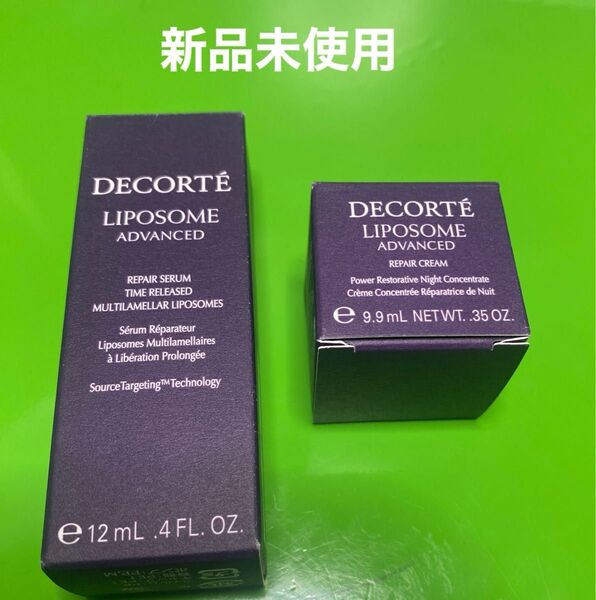 新品未使用
DECORTÉ
LIPOSOME
ADVANCED
REPAIR SERUM
TIME RELEASED
MULTILAMELLAR LIPOSOMES
Sérum Réparateur
Liposomes Multilamellaires
à Libération Prolongée
SourceTargeting™Technology
℮ 12 mL .4 FL. OZ.
DECORTÉ
LIPOSOME
ADVANCED
REPAIR CREAM
Power Restorative Night Concentrate
Crème Concentrée Réparatrice de Nuit
℮ 9.9 mL NET WT. .35 OZ.